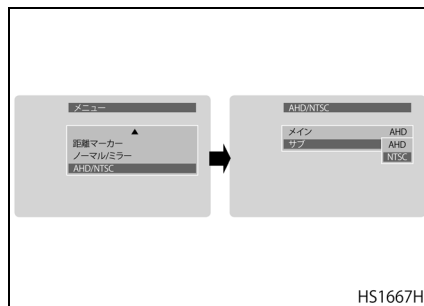 メニュー
▲
距離マーカー
ノーマル/ミラー
AHD/NTSC
AHD/NTSC
メイン AHD
サブ AHD
NTSC
HS1667H